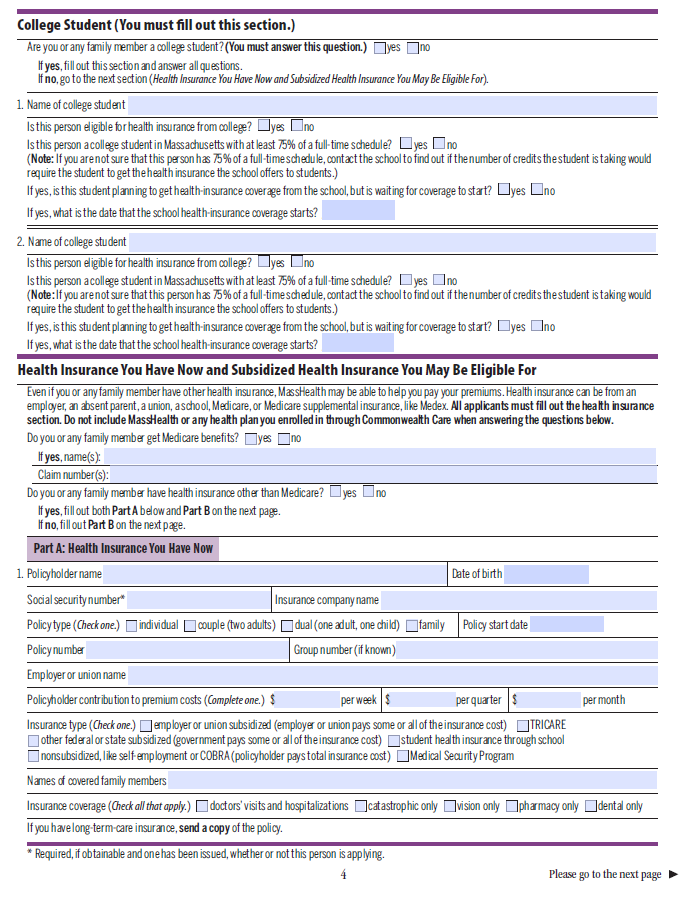 College Student (You must fill out this section.)
Are you or any family member a college student? (You must answer this question.) yes no
If yes, fill out this section and answer all questions.
If no, go to the next section (Health Insurance You Have Now and Subsidized Health Insurance You May Be Eligible For).
1. Name of college student
Is this person eligible for health insurance from college? yes no
Is this person a college student in Massachusetts with at least 75% of a full-time schedule? yes no
(Note: If you are not sure that this person has 75% of a full-time schedule, contact the school to find out if the number of credits the student is taking would
require the student to get the health insurance the school offers to students.)
If yes, is this student planning to get health-insurance coverage from the school, but is waiting for coverage to start? yes no
If yes, what is the date that the school health-insurance coverage starts?
2. Name of college student
Is this person eligible for health insurance from college? yes no
Is this person a college student in Massachusetts with at least 75% of a full-time schedule? yes no
(Note: If you are not sure that this person has 75% of a full-time schedule, contact the school to find out if the number of credits the student is taking would
require the student to get the health insurance the school offers to students.)
If yes, is this student planning to get health-insurance coverage from the school, but is waiting for coverage to start? yes no
If yes, what is the date that the school health-insurance coverage starts?
Health Insurance You Have Now and Subsidized Health Insurance You May Be Eligible For
Even if you or any family member have other health insurance, MassHealth may be able to help you pay your premiums. Health insurance can be from an
employer, an absent parent, a union, a school, Medicare, or Medicare supplemental insurance, like Medex. All applicants must fill out the health insurance
section. Do not include MassHealth or any health plan you enrolled in through Commonwealth Care when answering the questions below.
Do you or any family member get Medicare benefits? yes no
If yes, name(s):
Claim number(s):
Do you or any family member have health insurance other than Medicare? yes no
If yes, fill out both Part A below and Part B on the next page.
If no, fill out Part B on the next page.
Part A: Health Insurance You Have Now
1. Policyholder name Date of birth
Social security number* Insurance company name
Policy type (Check one.) individual couple (two adults) dual (one adult, one child) family Policy start date
Policy number Group number (if known)
Employer or union name
Policyholder contribution to premium costs (Complete one.) $ per week $ per quarter $ per month
Insurance type (Check one.) employer or union subsidized (employer or union pays some or all of the insurance cost) TRICARE
other federal or state subsidized (government pays some or all of the insurance cost) student health insurance through school
nonsubsidized, like self-employment or COBRA (policyholder pays total insurance cost) Medical Security Program
Names of covered family members
Insurance coverage (Check all that apply.) doctors' visits and hospitalizations catastrophic only vision only pharmacy only dental only
If you have long-term-care insurance, send a copy of the policy.
* Required, if obtainable and one has been issued, whether or not this person is applying.
4 Please go to the next page ►